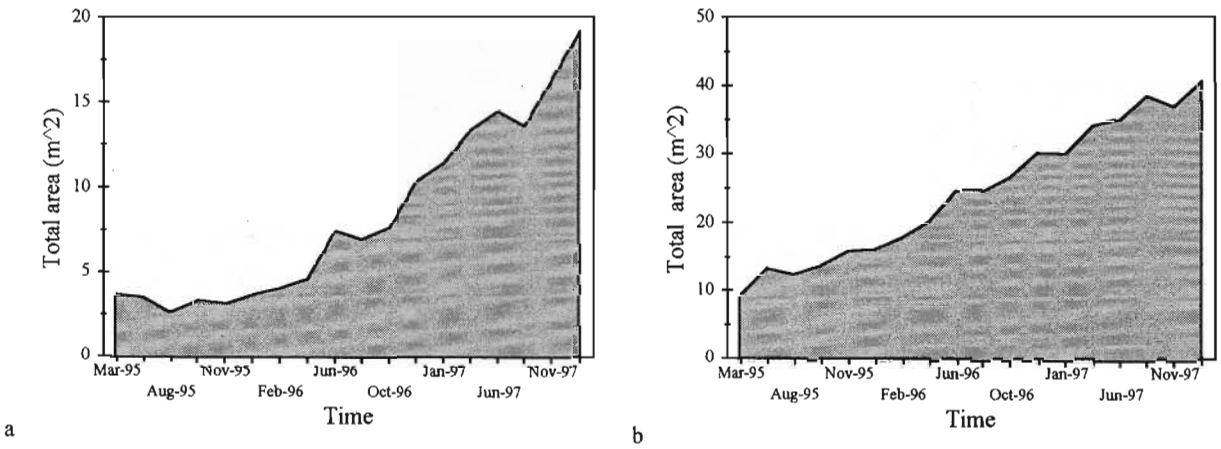 20
15
10
5
0
Total area (m^2)
Mar-95 Nov-95 Jun-96 Jan-97 Nov-97
Aug-95 Feb-96 Oct-96 Jun-97
Time
a
50
40
30
20
10
0
Total area (m^2)
Mar-95 Nov-95 Jun-96 Jan-97 Nov-97
Aug-95 Feb-96 Oct-96 Jun-97
Time
b